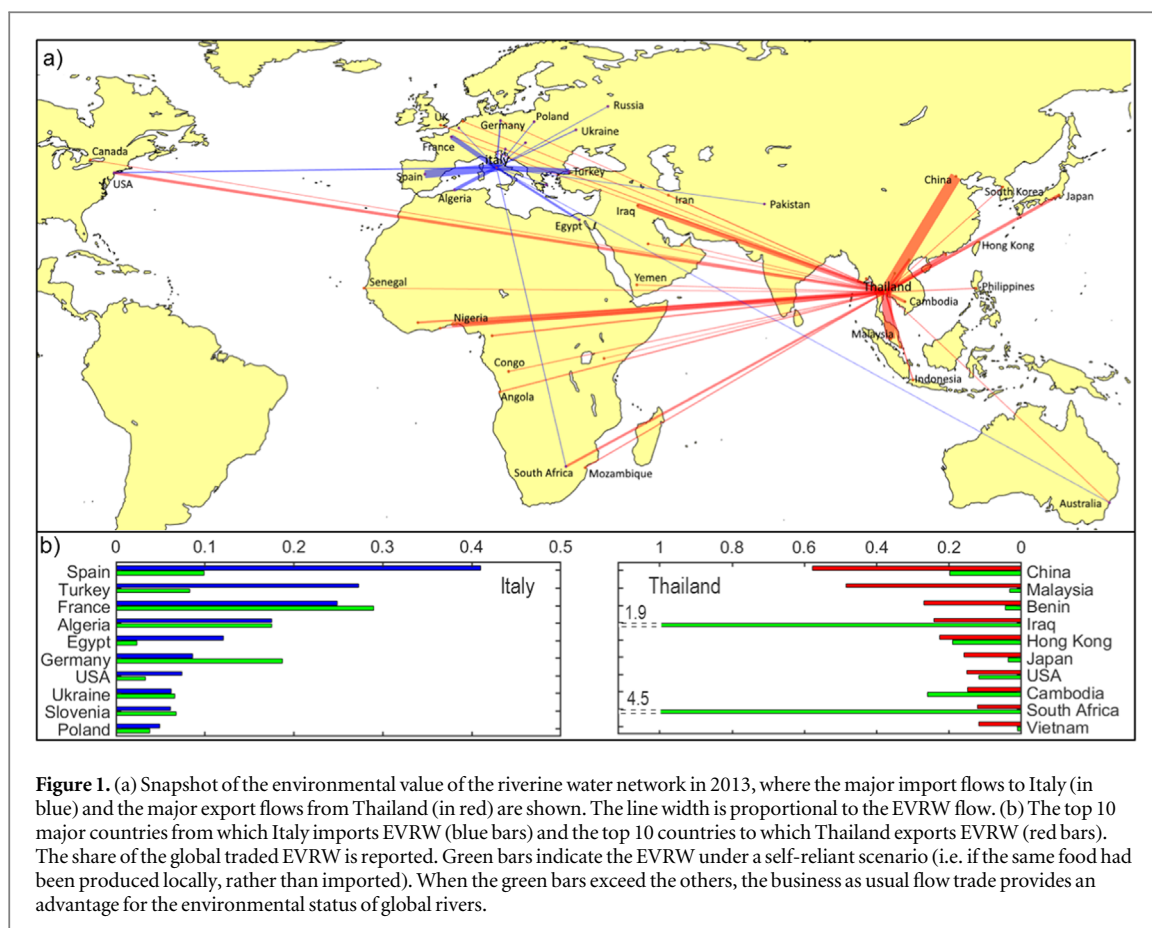 a)
Canada
USA
UK
Germany
Poland
Russia
Ukraine
France
Italy
Spain
Turkey
Algeria
Egypt
Iraq
Iran
Pakistan
China
South Korea
Japan
Hong Kong
Yemen
Senegal
Nigeria
Thailand
Philippines
Cambodia
Malaysia
Indonesia
Congo
Angola
South Africa
Mozambique
Australia
b)
0 0.1 0.2 0.3 0.4 0.5
Italy
Spain
Turkey
France
Algeria
Egypt
Germany
USA
Ukraine
Slovenia
Poland
1 0.8 0.6 0.4 0.2 0
Thailand
1.9
4.5
China
Malaysia
Benin
Iraq
Hong Kong
Japan
USA
Cambodia
South Africa
Vietnam
Figure 1. (a) Snapshot of the environmental value of the riverine water network in 2013, where the major import flows to Italy (in
blue) and the major export flows from Thailand (in red) are shown. The line width is proportional to the EVRW flow. (b) The top 10
major countries from which Italy imports EVRW (blue bars) and the top 10 countries to which Thailand exports EVRW (red bars).
The share of the global traded EVRW is reported. Green bars indicate the EVRW under a self-reliant scenario (i.e. if the same food had
been produced locally, rather than imported). When the green bars exceed the others, the business as usual flow trade provides an
advantage for the environmental status of global rivers.